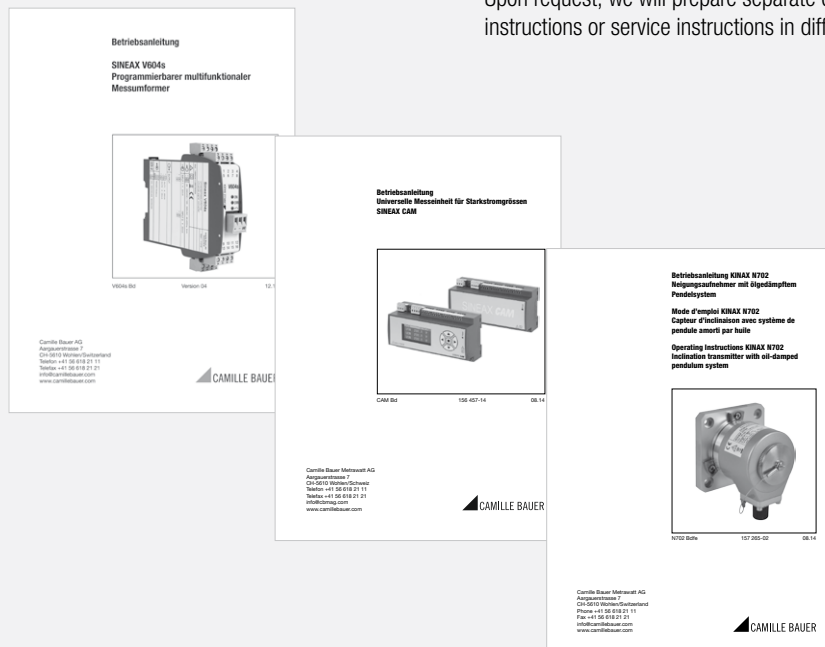 Upon request, we will prepare separate
instructions or service instructions in
Betriebsanleitung
SINEAX V604s
Programmierbarer multifunktionaler
Messumformer
V604s Bd Version 04
Camille Bauer AG
Aargauerstrasse 7
CH-5610 Wohlen/Switzerland
Telefon +41 56 618 21 11
Telefax +41 56 618 21 21
info@camillebauer.com
www.camillebauer.com
CAMILLE BAUER
Betriebsanleitung
Universelle Messeinheit für Starkstromgrössen
SINEAX CAM
SINEAX CAM
CAM Bd 156 457-14 08.14
Camille Bauer Metrawatt AG
Aargauerstrasse 7
CH-5610 Wohlen/Schweiz
Telefon +41 56 618 21 11
Telefax +41 56 618 21 21
info@cbmag.com
www.camillebauer.com
CAMILLE BAUER
Betriebsanleitung KINAX N702
Neigungsaufnehmer mit ölgedämpftem
Pendelsystem
Mode d'emploi KINAX N702
Capteur d'inclinaison avec système de
pendule amorti par huile
Operating Instructions KINAX N702
Inclination transmitter with oil-damped
pendulum system
N702 Bdfe 157 265-02 08.14
Camille Bauer Metrawatt AG
Aargauerstrasse 7
CH-5610 Wohlen/Switzerland
Phone +41 56 618 21 11
Fax +41 56 618 21 21
info@camillebauer.com
www.camillebauer.com
CAMILLE BAUER